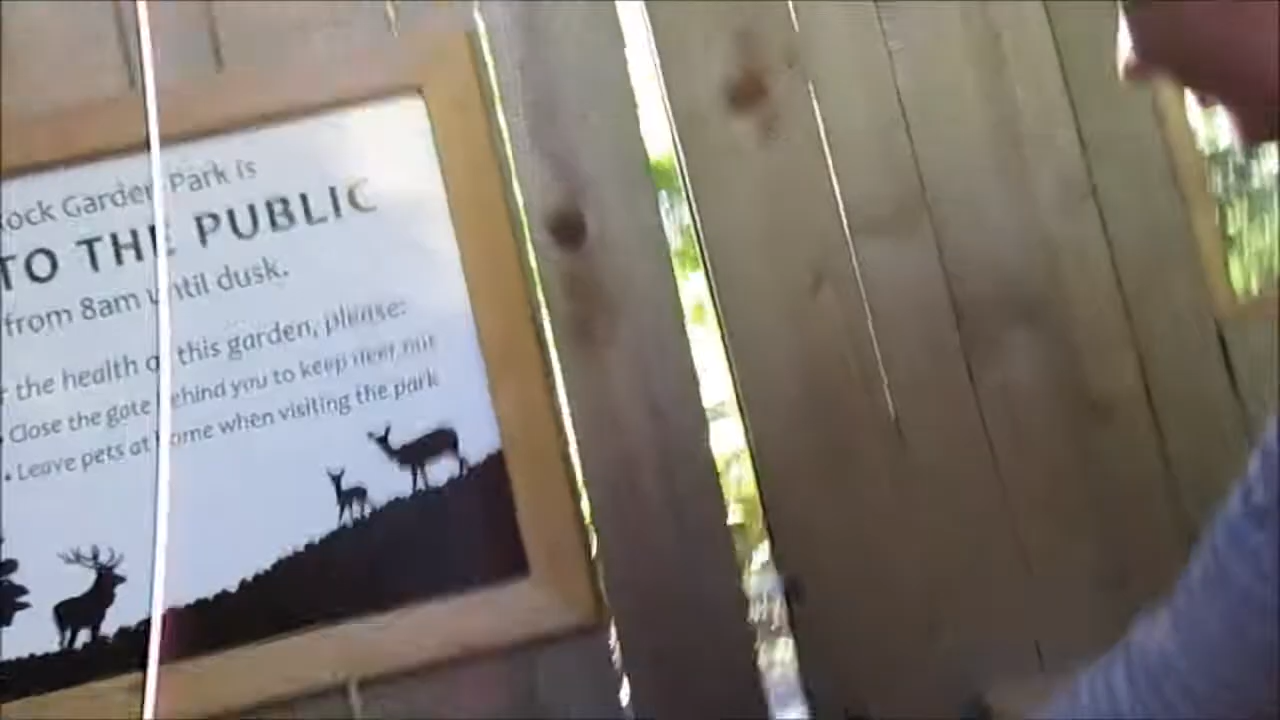 Rock Garden Park is
TO THE PUBLIC
from 8am until dusk.
the health of this garden, please:
• Close the gate behind you to keep deer out
• Leave pets at home when visiting the park